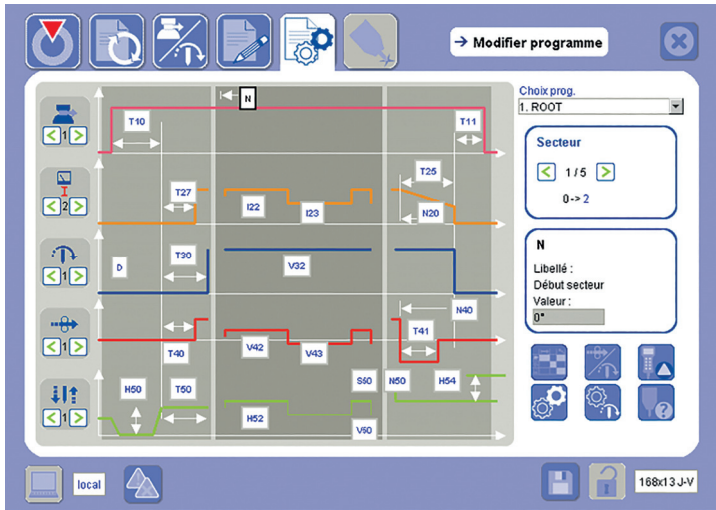 → Modifier programme
Choix prog.
1. ROOT
Secteur
< 1/5 >
0-> 2
N
Libellé :
Début secteur
Valeur :
0°
N
T10
T11
< 1 >
T25
T27
I22
I23
N20
< 2 >
D
T30
V32
< 1 >
N40
T40
V42
V43
T41
< 1 >
H50
T50
S60
N50
H54
H52
V50
< 1 >
local
168x13 J-V